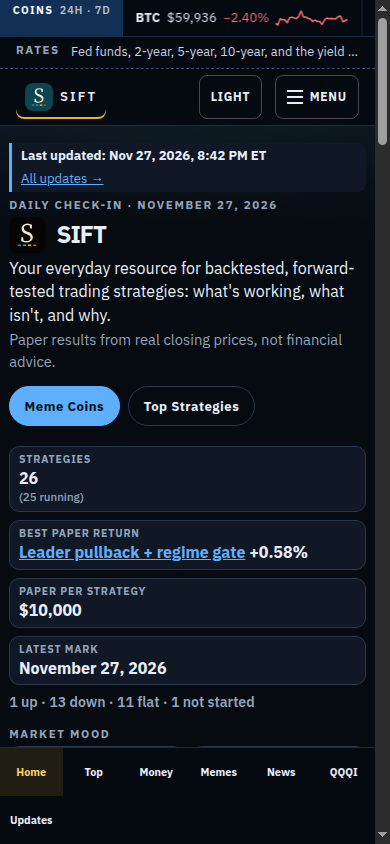 COINS 24H · 7D
BTC $59,936 −2.40%
RATES Fed funds, 2-year, 5-year, 10-year, and the yield ...
S SIFT
LIGHT
MENU
Last updated: Nov 27, 2026, 8:42 PM ET
All updates →
DAILY CHECK-IN · NOVEMBER 27, 2026
S SIFT
Your everyday resource for backtested, forward-
tested trading strategies: what's working, what
isn't, and why.
Paper results from real closing prices, not financial
advice.
Meme Coins
Top Strategies
STRATEGIES
26
(25 running)
BEST PAPER RETURN
Leader pullback + regime gate +0.58%
PAPER PER STRATEGY
$10,000
LATEST MARK
November 27, 2026
1 up · 13 down · 11 flat · 1 not started
MARKET MOOD
Home Top Money Memes News QQQI
Updates